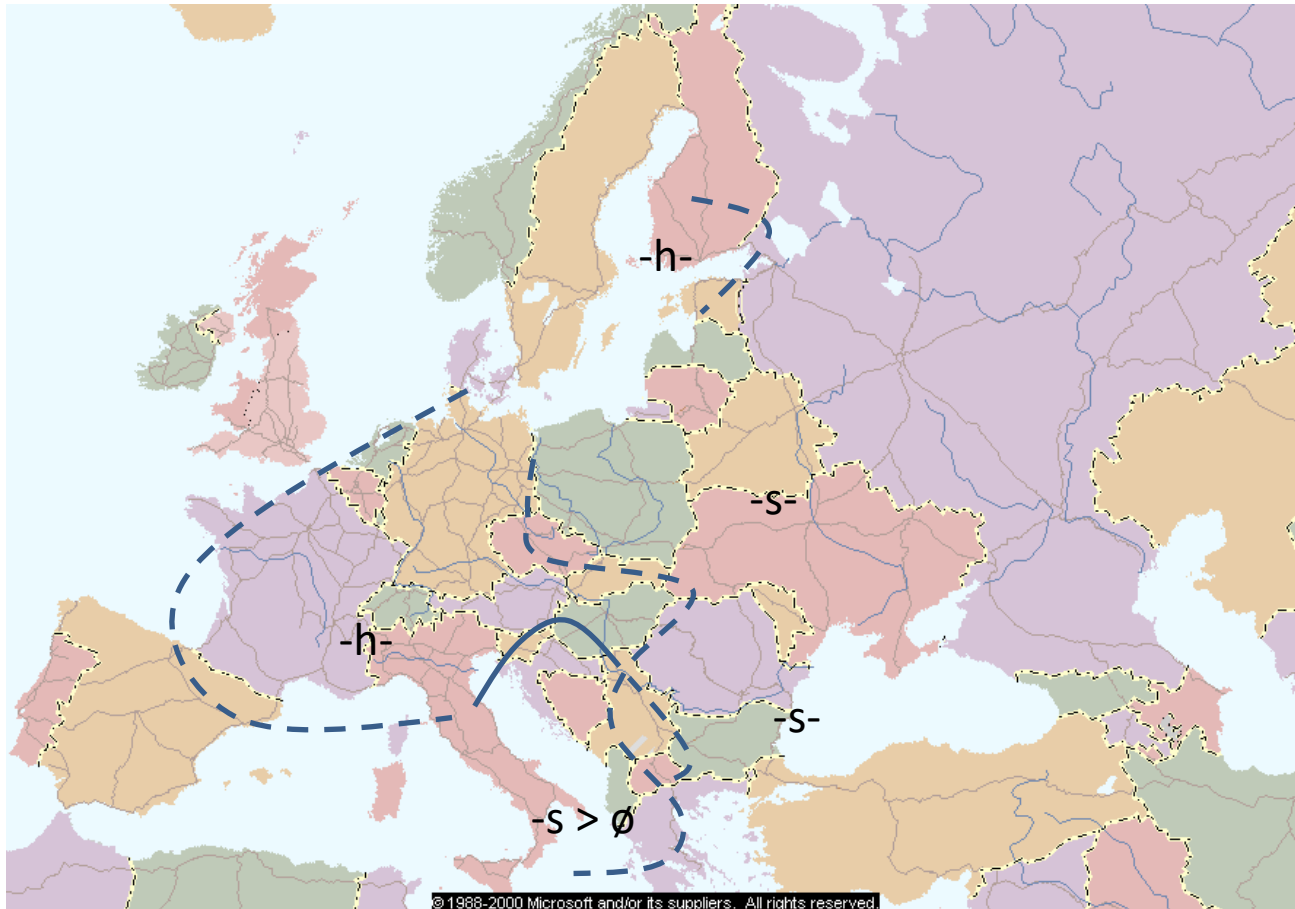 -h-
-s-
-h-
-s-
-s > ø
© 1988-2000 Microsoft and/or its suppliers. All rights reserved.